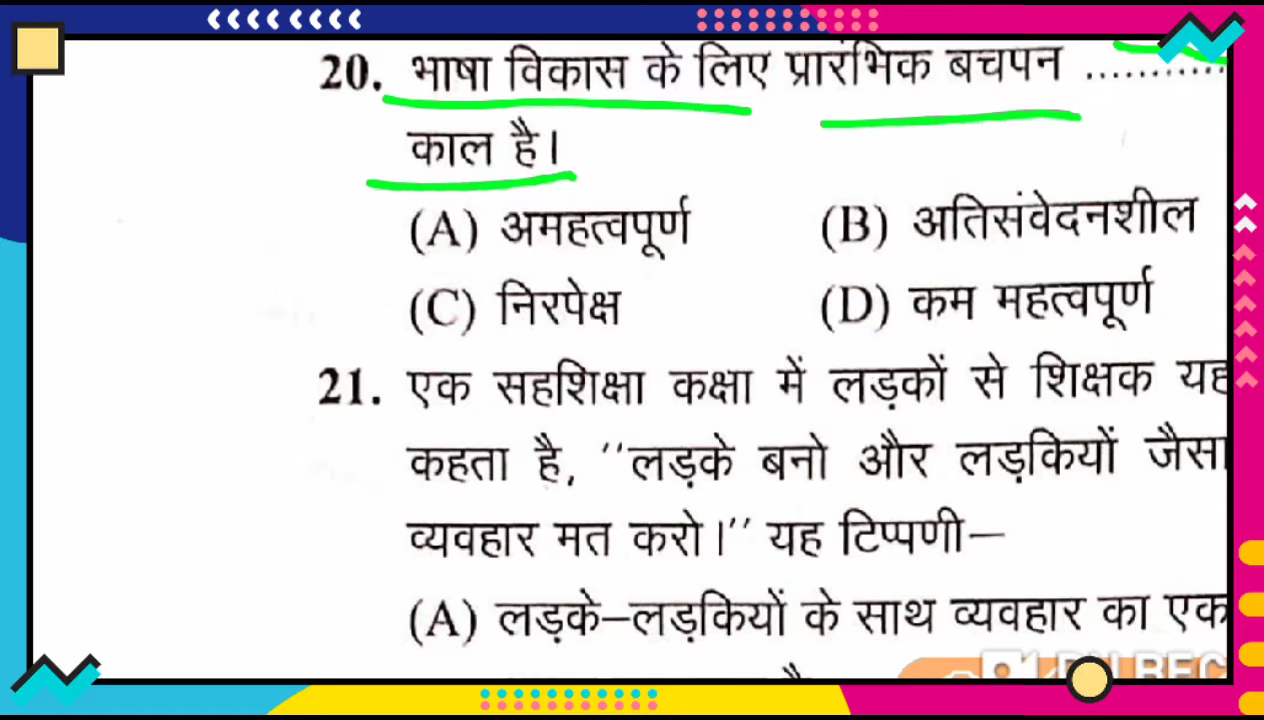 20. भाषा विकास के लिए प्रारंभिक बचपन ..........
काल है।
(A) अमहत्वपूर्ण (B) अतिसंवेदनशील
(C) निरपेक्ष (D) कम महत्वपूर्ण
21. एक सहशिक्षा कक्षा में लड़कों से शिक्षक यह
कहता है, ''लड़के बनो और लड़कियों जैसा
व्यवहार मत करो।'' यह टिप्पणी–
(A) लड़के–लड़कियों के साथ व्यवहार का एक